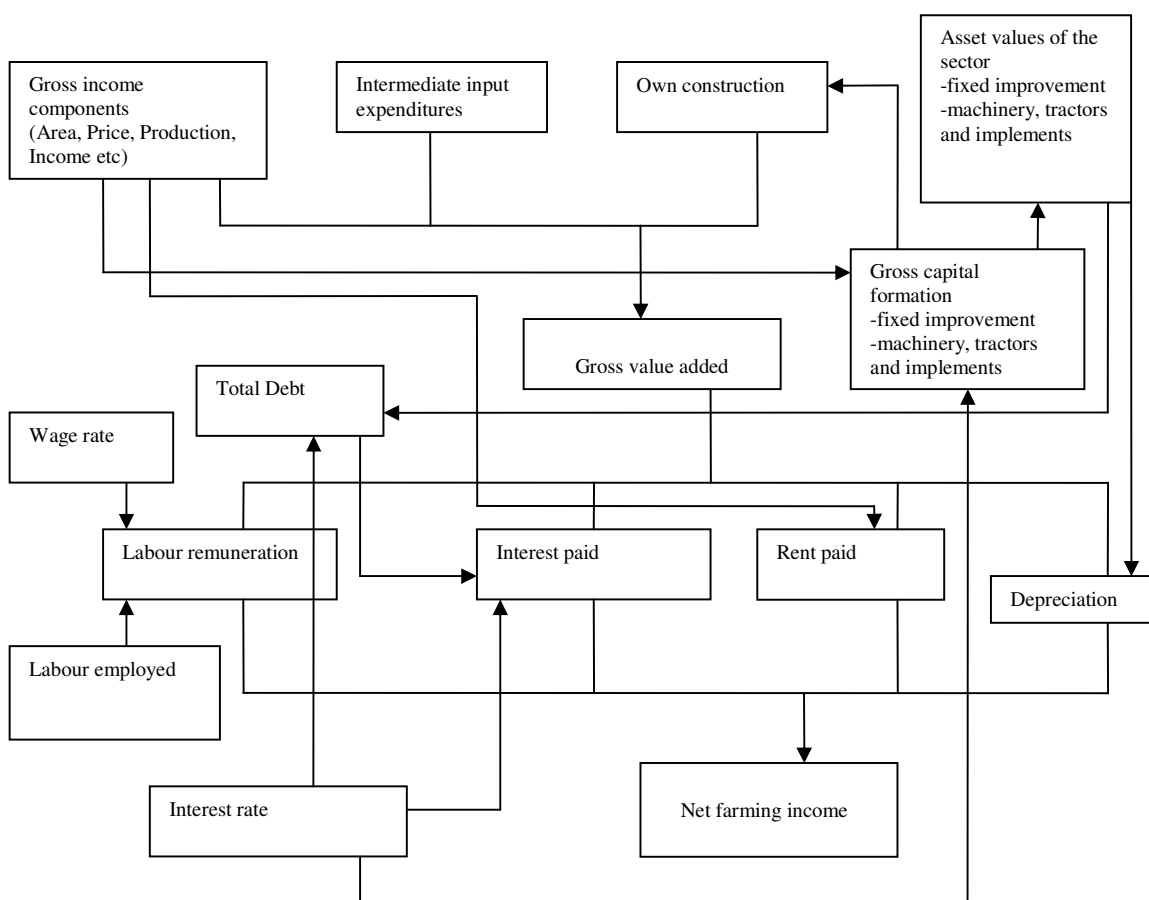 Gross income
components
(Area, Price, Production,
Income etc)
Intermediate input
expenditures
Own construction
Asset values of the
sector
-fixed improvement
-machinery, tractors
and implements
Gross capital
formation
-fixed improvement
-machinery, tractors
and implements
Gross value added
Total Debt
Wage rate
Labour remuneration
Interest paid
Rent paid
Depreciation
Labour employed
Interest rate
Net farming income